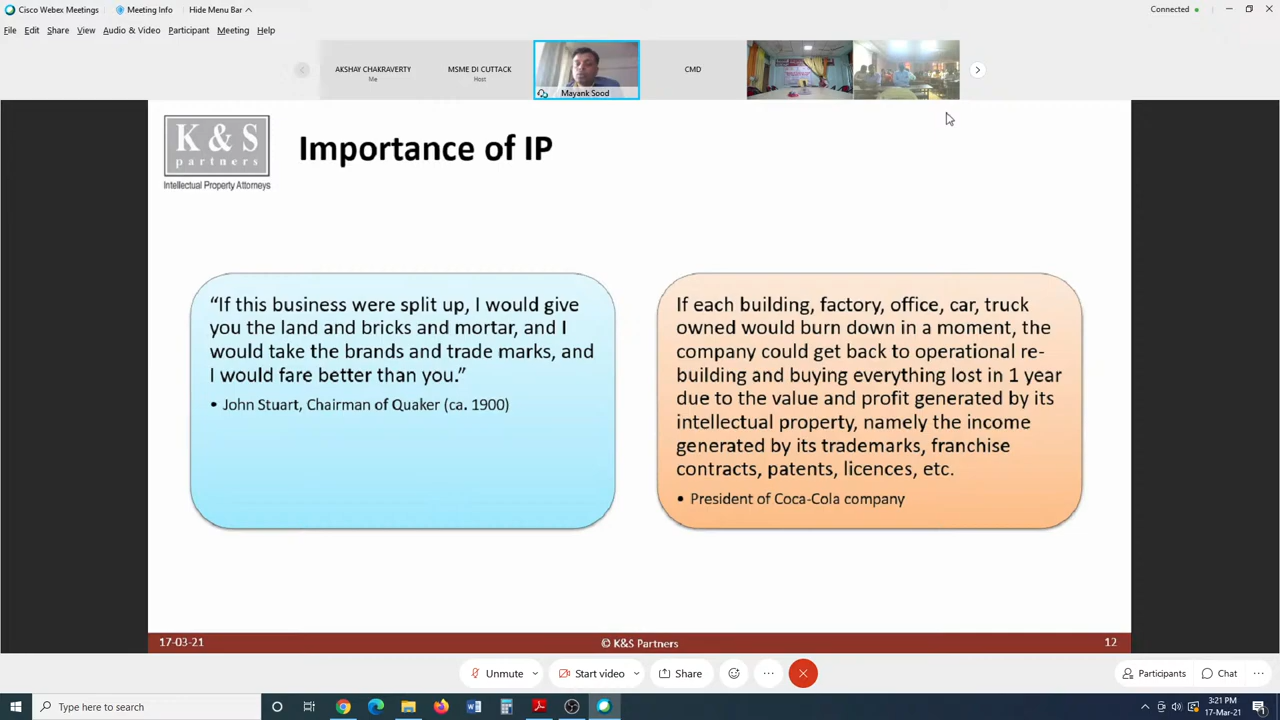 Cisco Webex Meetings
Meeting Info
Hide Menu Bar
Connected
File Edit Share View Audio & Video Participant Meeting Help
AKSHAY CHAKRAVERTY
Me
MSME DI CUTTACK
Host
Mayank Sood
CMD
K & S
partners
Intellectual Property Attorneys
Importance of IP
“If this business were split up, I would give
you the land and bricks and mortar, and I
would take the brands and trade marks, and
I would fare better than you.”
• John Stuart, Chairman of Quaker (ca. 1900)
If each building, factory, office, car, truck
owned would burn down in a moment, the
company could get back to operational re-
building and buying everything lost in 1 year
due to the value and profit generated by its
intellectual property, namely the income
generated by its trademarks, franchise
contracts, patents, licences, etc.
• President of Coca-Cola company
17-03-21
© K&S Partners
12
Unmute
Start video
Share
Participants
Chat
Type here to search
3:21 PM
17-Mar-21